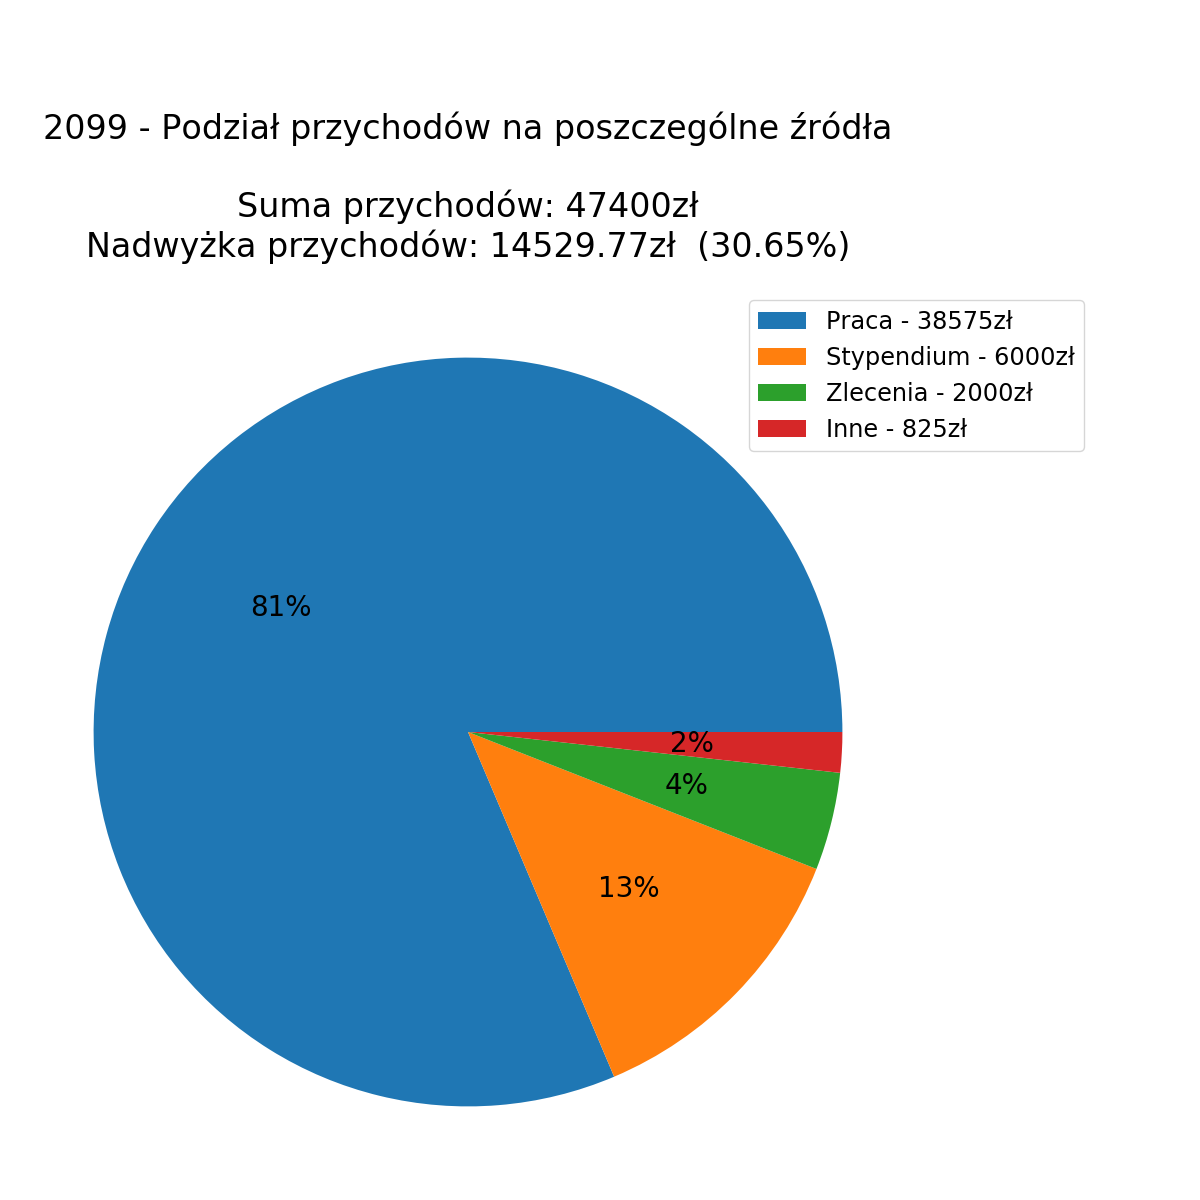 2099 - Podział przychodów na poszczególne źródła
Suma przychodów: 47400zł
Nadwyżka przychodów: 14529.77zł  (30.65%)
Praca - 38575zł
Stypendium - 6000zł
Zlecenia - 2000zł
Inne - 825zł
81%
2%
4%
13%